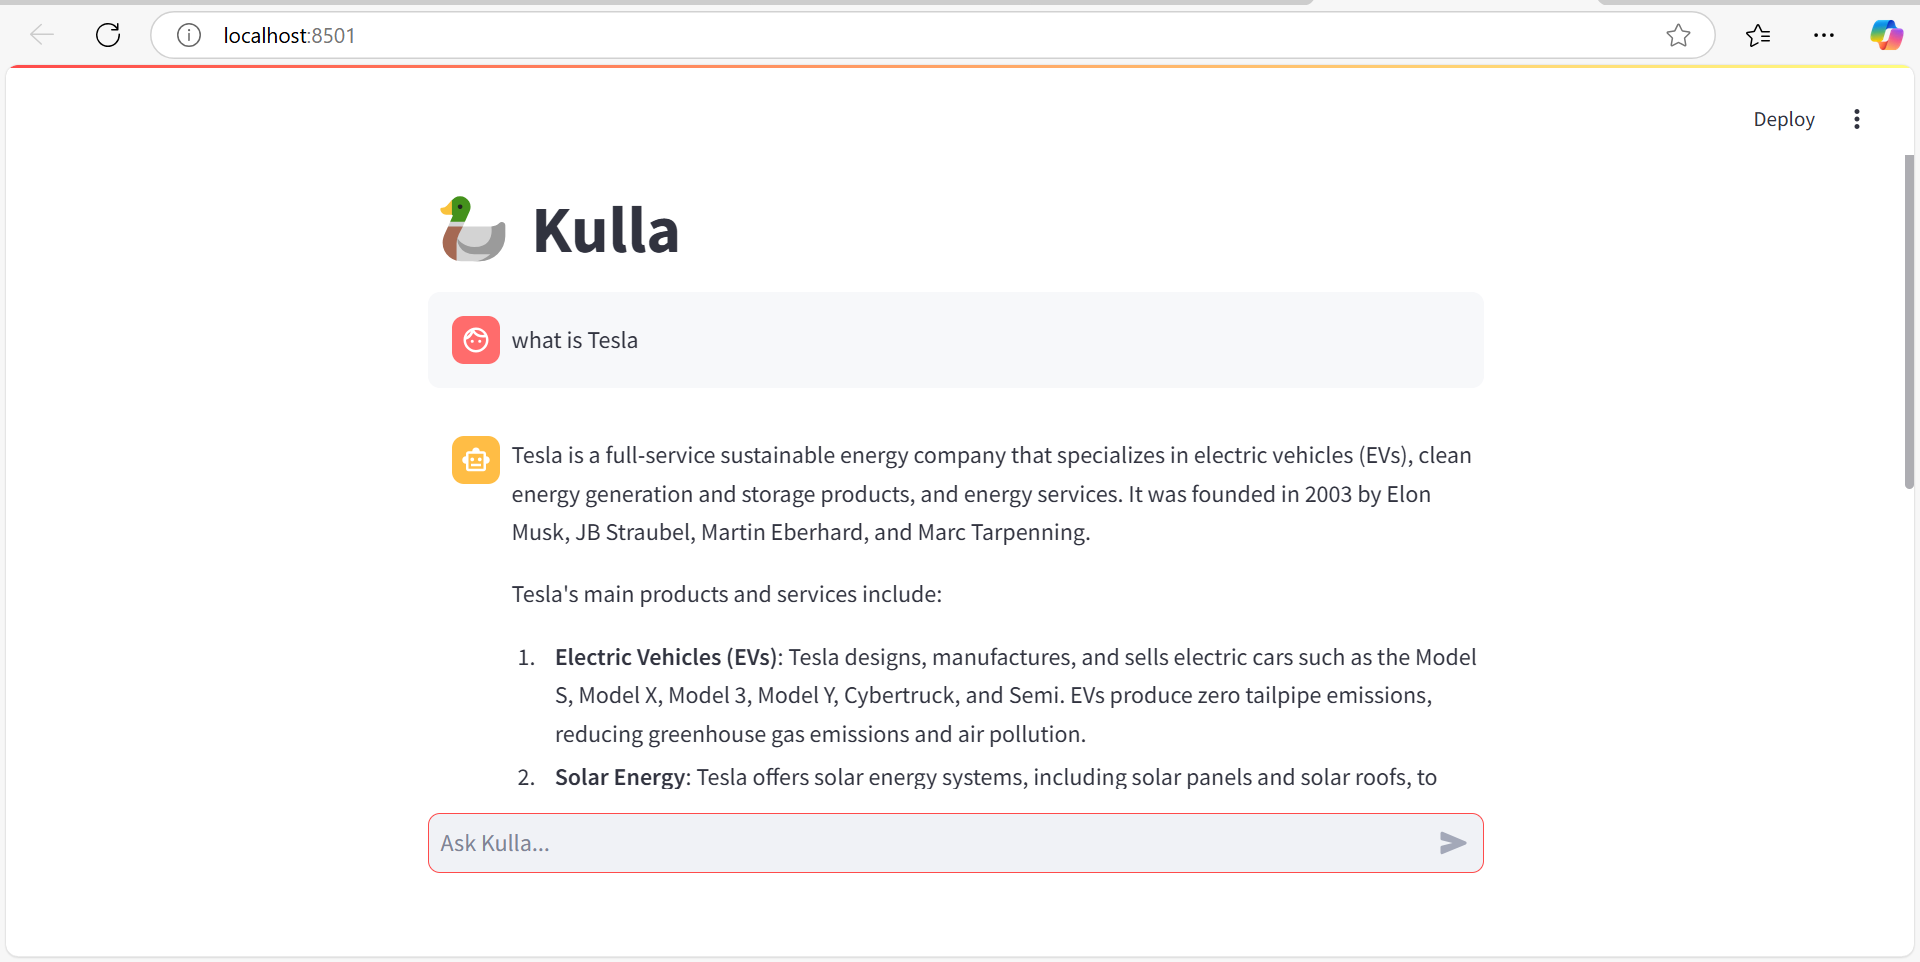 localhost:8501
Deploy
Kulla
what is Tesla
Tesla is a full-service sustainable energy company that specializes in electric vehicles (EVs), clean
energy generation and storage products, and energy services. It was founded in 2003 by Elon
Musk, JB Straubel, Martin Eberhard, and Marc Tarpenning.
Tesla's main products and services include:
1. Electric Vehicles (EVs): Tesla designs, manufactures, and sells electric cars such as the Model
S, Model X, Model 3, Model Y, Cybertruck, and Semi. EVs produce zero tailpipe emissions,
reducing greenhouse gas emissions and air pollution.
2. Solar Energy: Tesla offers solar energy systems, including solar panels and solar roofs, to
Ask Kulla...